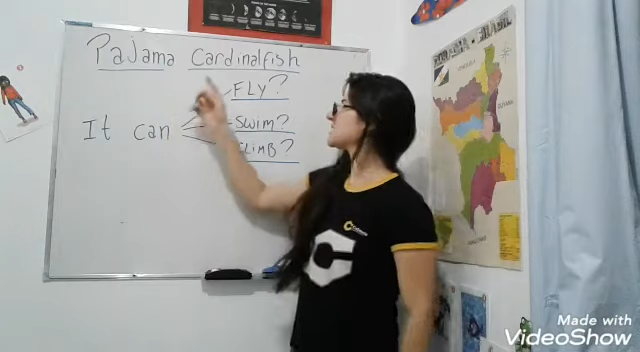 Pajama Cardinalfish
FLY?
It can SWIM?
CLIMB?
Made with
VideoShow